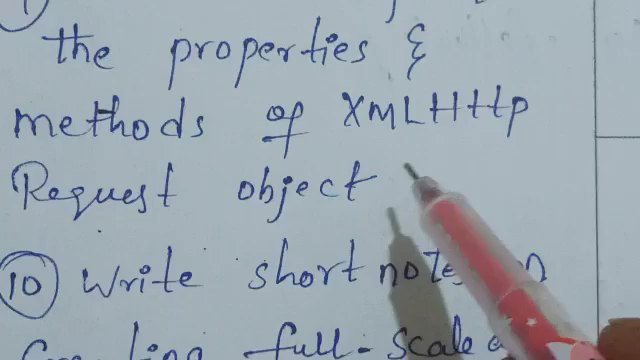 the properties &
methods of XMLHttp
Request object
10 Write short notes on
full-scale